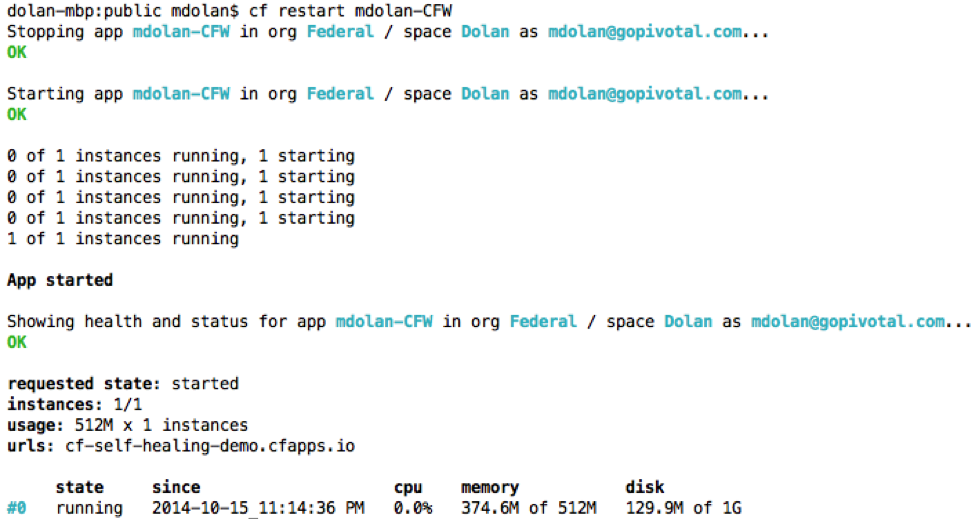 dolan-mbp:public mdolan$ cf restart mdolan-CFW
Stopping app mdolan-CFW in org Federal / space Dolan as mdolan@gopivotal.com...
OK
Starting app mdolan-CFW in org Federal / space Dolan as mdolan@gopivotal.com...
OK
0 of 1 instances running, 1 starting
0 of 1 instances running, 1 starting
0 of 1 instances running, 1 starting
0 of 1 instances running, 1 starting
1 of 1 instances running
App started
Showing health and status for app mdolan-CFW in org Federal / space Dolan as mdolan@gopivotal.com...
OK
requested state: started
instances: 1/1
usage: 512M x 1 instances
urls: cf-self-healing-demo.cfapps.io
state since cpu memory disk
#0 running 2014-10-15 11:14:36 PM 0.0% 374.6M of 512M 129.9M of 1G